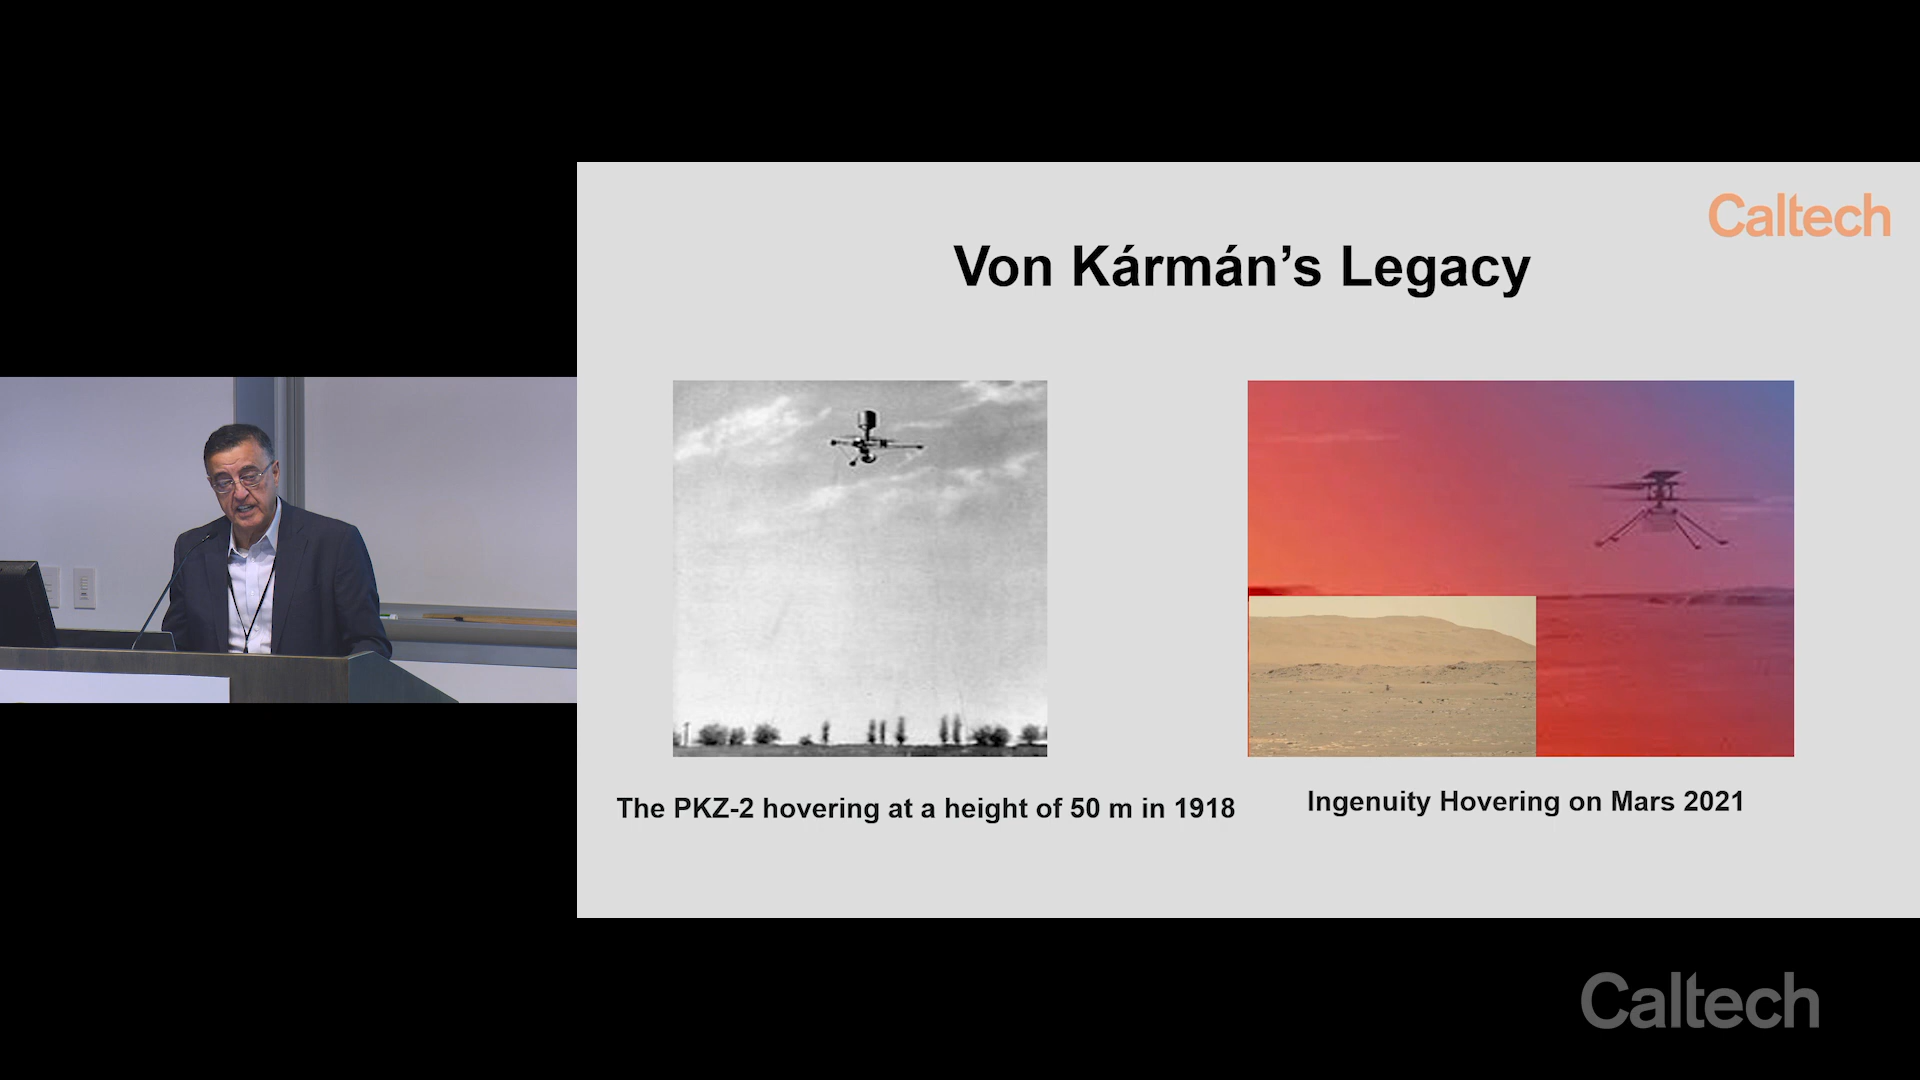 Caltech
Von Kármán’s Legacy
The PKZ-2 hovering at a height of 50 m in 1918
Ingenuity Hovering on Mars 2021
Caltech